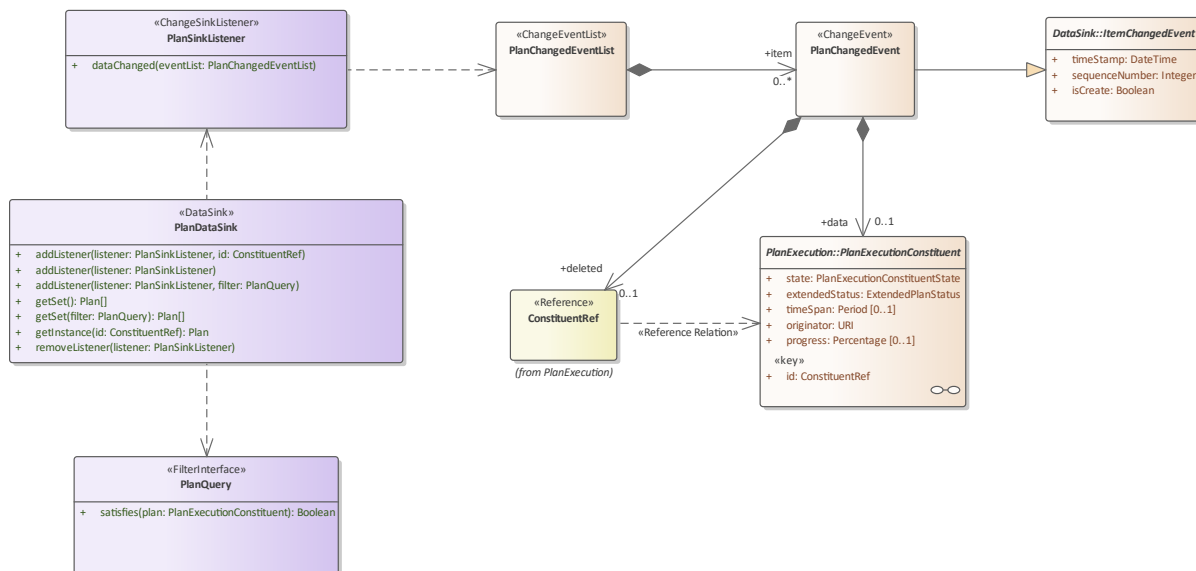 «ChangeSinkListener»
PlanSinkListener
+ dataChanged(eventList: PlanChangedEventList)
«ChangeEventList»
PlanChangedEventList
+item
0..*
«ChangeEvent»
PlanChangedEvent
DataSink::ItemChangedEvent
+ timeStamp: DateTime
+ sequenceNumber: Integer
+ isCreate: Boolean
«DataSink»
PlanDataSink
+ addListener(listener: PlanSinkListener, id: ConstituentRef)
+ addListener(listener: PlanSinkListener)
+ addListener(listener: PlanSinkListener, filter: PlanQuery)
+ getSet(): Plan[]
+ getSet(filter: PlanQuery): Plan[]
+ getInstance(id: ConstituentRef): Plan
+ removeListener(listener: PlanSinkListener)
+deleted
0..1
+data
0..1
«Reference»
ConstituentRef
(from PlanExecution)
«Reference Relation»
PlanExecution::PlanExecutionConstituent
+ state: PlanExecutionConstituentState
+ extendedStatus: ExtendedPlanStatus
+ timeSpan: Period [0..1]
+ originator: URI
+ progress: Percentage [0..1]
«key»
+ id: ConstituentRef
«FilterInterface»
PlanQuery
+ satisfies(plan: PlanExecutionConstituent): Boolean